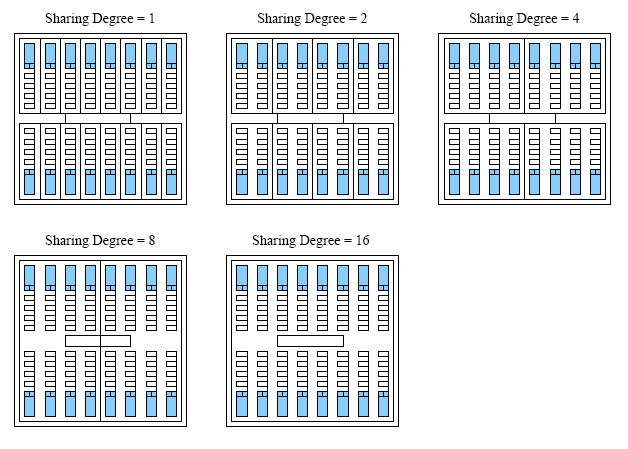 Sharing Degree = 1
Sharing Degree = 2
Sharing Degree = 4
Sharing Degree = 8
Sharing Degree = 16